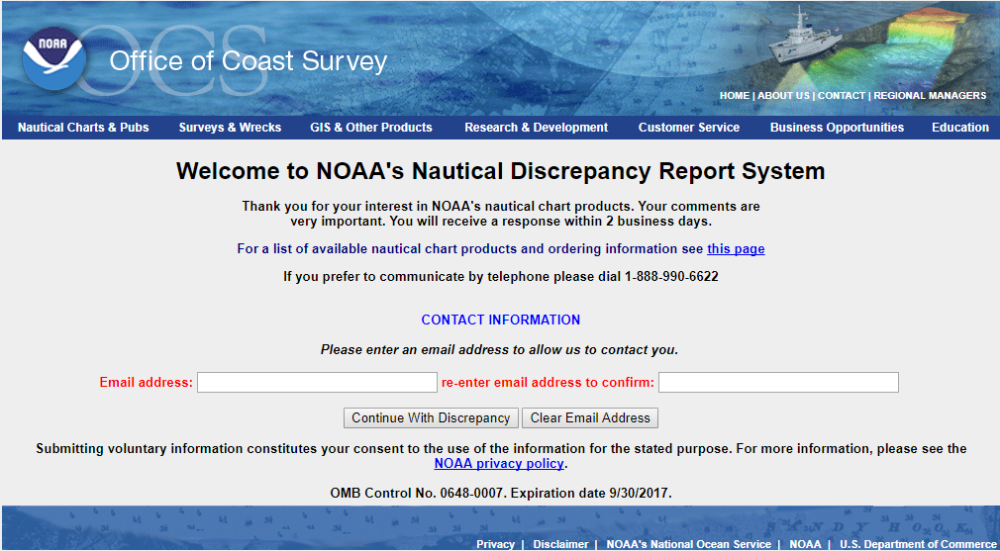 NOAA
OCS
Office of Coast Survey
HOME | ABOUT US | CONTACT | REGIONAL MANAGERS
Nautical Charts & Pubs Surveys & Wrecks GIS & Other Products Research & Development Customer Service Business Opportunities Education
Welcome to NOAA's Nautical Discrepancy Report System
Thank you for your interest in NOAA's nautical chart products. Your comments are
very important. You will receive a response within 2 business days.
For a list of available nautical chart products and ordering information see this page
If you prefer to communicate by telephone please dial 1-888-990-6622
CONTACT INFORMATION
Please enter an email address to allow us to contact you.
Email address: re-enter email address to confirm:
Continue With Discrepancy Clear Email Address
Submitting voluntary information constitutes your consent to the use of the information for the stated purpose. For more information, please see the
NOAA privacy policy.
OMB Control No. 0648-0007. Expiration date 9/30/2017.
Privacy | Disclaimer | NOAA's National Ocean Service | NOAA | U.S. Department of Commerce